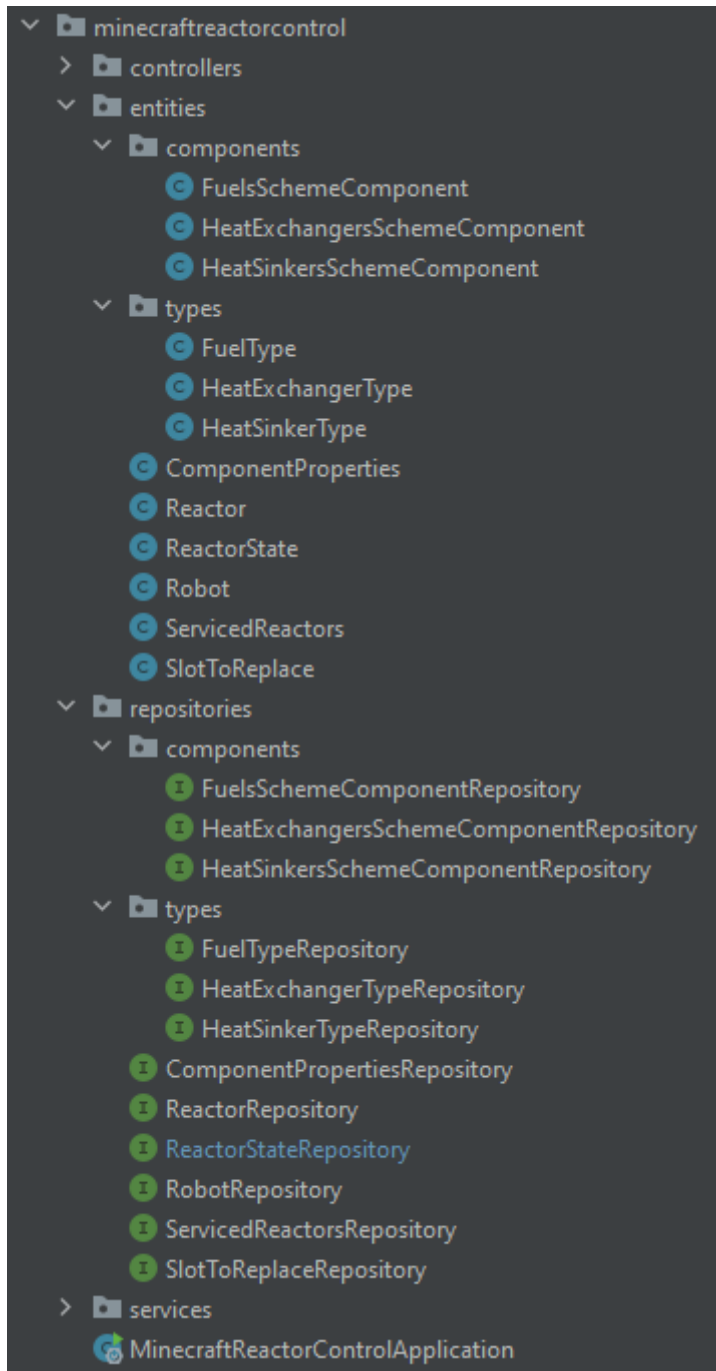 minecraftreactorcontrol
controllers
entities
components
FuelsSchemeComponent
HeatExchangersSchemeComponent
HeatSinkersSchemeComponent
types
FuelType
HeatExchangerType
HeatSinkerType
ComponentProperties
Reactor
ReactorState
Robot
ServicedReactors
SlotToReplace
repositories
components
FuelsSchemeComponentRepository
HeatExchangersSchemeComponentRepository
HeatSinkersSchemeComponentRepository
types
FuelTypeRepository
HeatExchangerTypeRepository
HeatSinkerTypeRepository
ComponentPropertiesRepository
ReactorRepository
ReactorStateRepository
RobotRepository
ServicedReactorsRepository
SlotToReplaceRepository
services
MinecraftReactorControlApplication